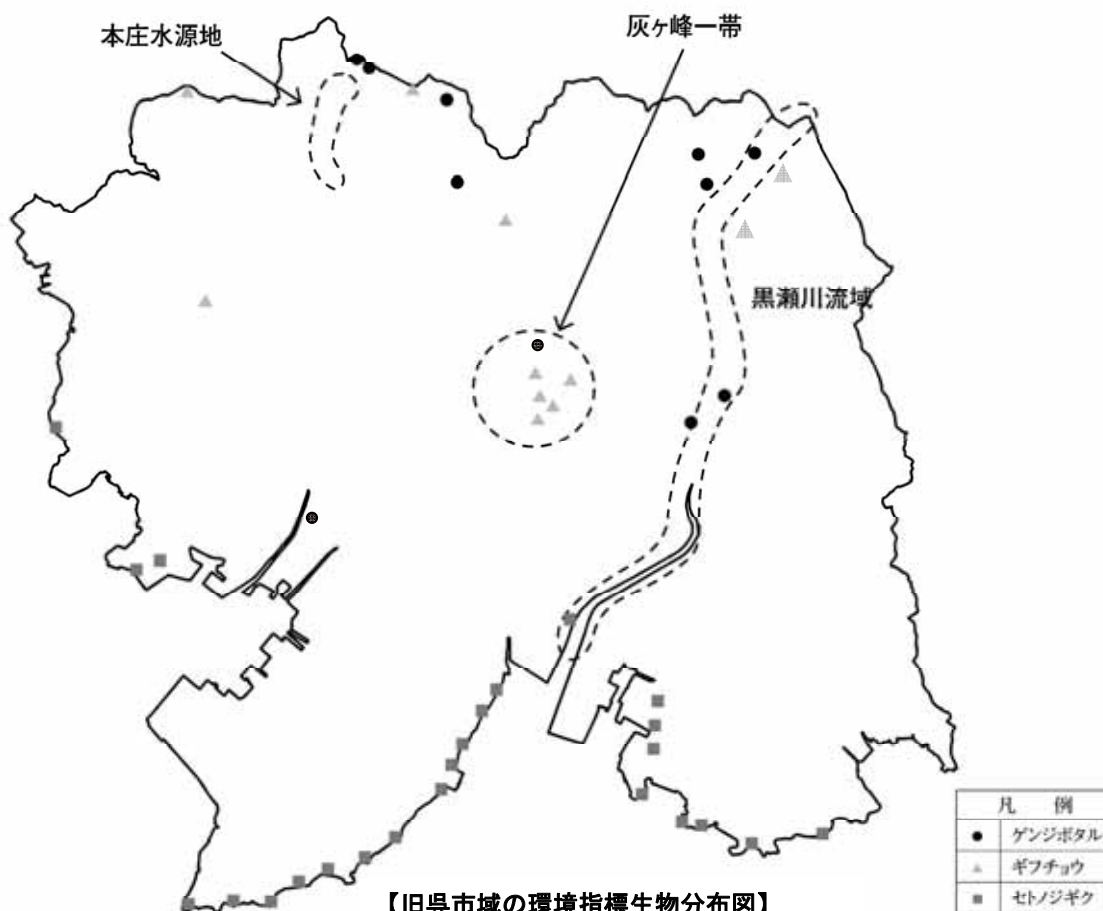 本庄水源地
灰ヶ峰一帯
黒瀬川流域
凡 例
ゲンジボタル
ギフチョウ
セトノジギク
【旧呉市域の環境指標生物分布図】